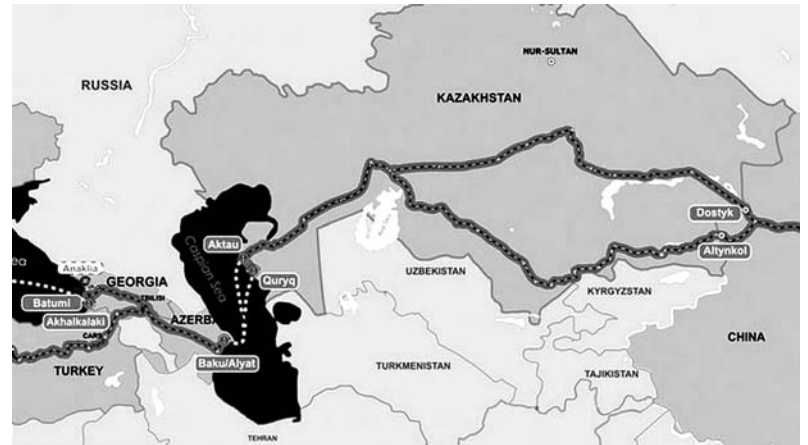 NUR-SULTAN
RUSSIA
KAZAKHSTAN
Dostyk
Aktau
Altynkol
Caspian Sea
Anaklia
UZBEKISTAN
GEORGIA
Quryq
KYRGYZSTAN
Batumi
Akhalkalaki
CHINA
Baku/Alyat
TURKMENISTAN
TURKEY
TAJIKISTAN
TEHRAN